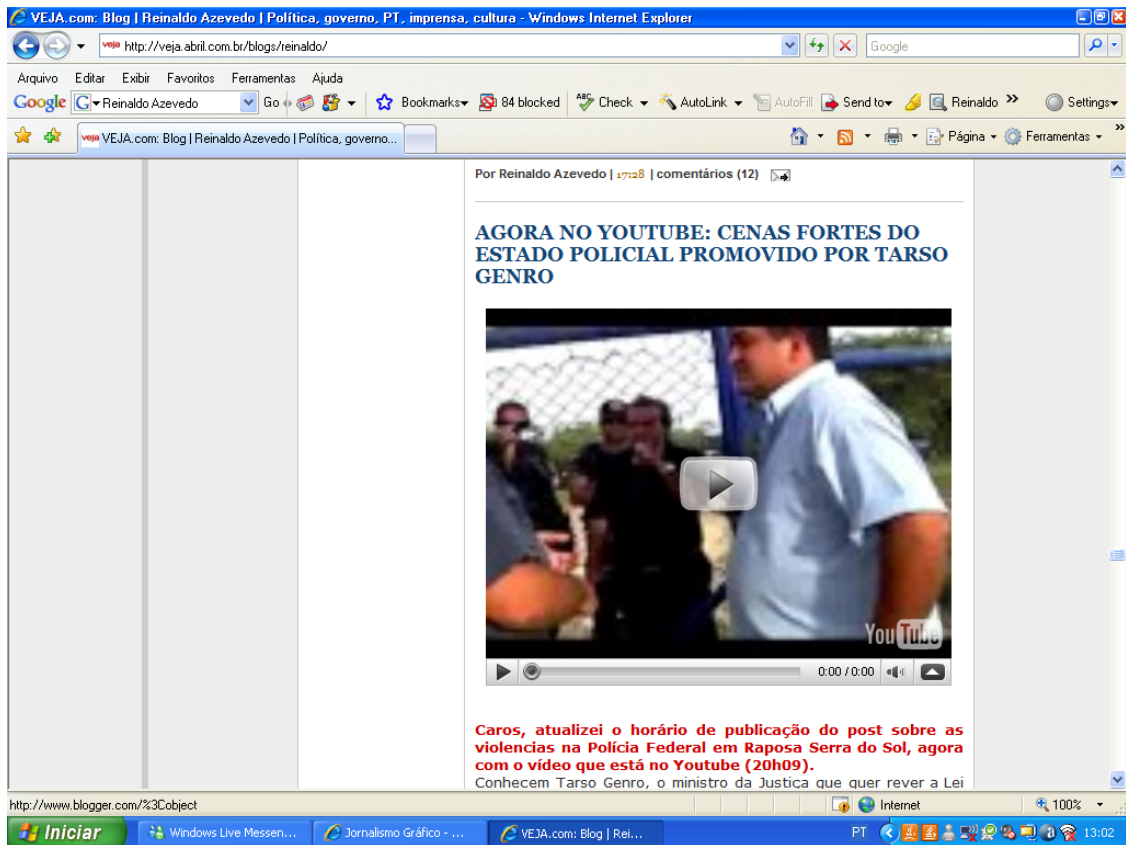 VEJA.com: Blog | Reinaldo Azevedo | Política, governo, PT, imprensa, cultura - Windows Internet Explorer
veja http://veja.abril.com.br/blogs/reinaldo/
Google
Arquivo Editar Exibir Favoritos Ferramentas Ajuda
Google G Reinaldo Azevedo Go Bookmarks 84 blocked ABC Check AutoLink AutoFill Send to Reinaldo >> Settings
veja VEJA.com: Blog | Reinaldo Azevedo | Política, governo... Página Ferramentas >>
Por Reinaldo Azevedo | 17:28 | comentários (12)
AGORA NO YOUTUBE: CENAS FORTES DO
ESTADO POLICIAL PROMOVIDO POR TARSO
GENRO
YouTube
0:00 / 0:00
Caros, atualizei o horário de publicação do post sobre as
violencias na Polícia Federal em Raposa Serra do Sol, agora
com o vídeo que está no Youtube (20h09).
Conhecem Tarso Genro, o ministro da Justiça que quer rever a Lei
http://www.blogger.com/%3Cobject Internet 100%
Iniciar Windows Live Messen... Jornalismo Gráfico - ... VEJA.com: Blog | Rei... PT 13:02